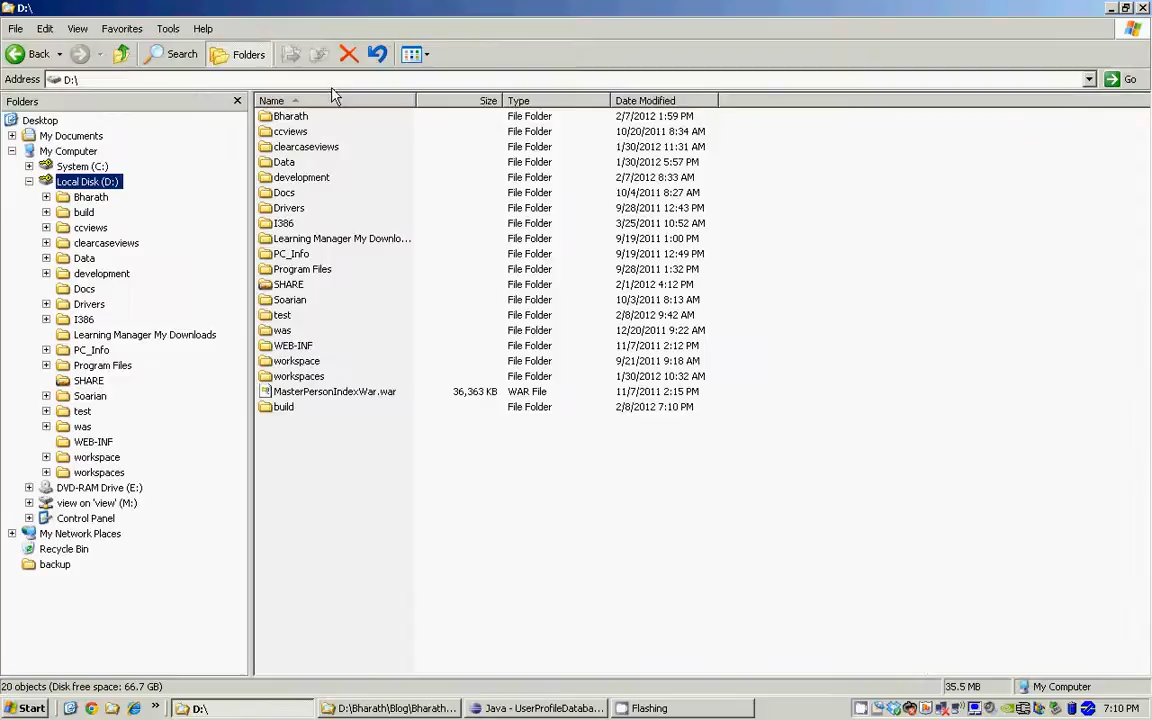 D:\
File Edit View Favorites Tools Help
Back Search Folders
Address D:\ Go
Folders
Desktop
My Documents
My Computer
System (C:)
Local Disk (D:)
Bharath
build
ccviews
clearcaseviews
Data
development
Docs
Drivers
I386
Learning Manager My Downloads
PC_Info
Program Files
SHARE
Soarian
test
was
WEB-INF
workspace
workspaces
DVD-RAM Drive (E:)
view on 'view' (M:)
Control Panel
My Network Places
Recycle Bin
backup
Name Size Type Date Modified
Bharath File Folder 2/7/2012 1:59 PM
ccviews File Folder 10/20/2011 8:34 AM
clearcaseviews File Folder 1/30/2012 11:31 AM
Data File Folder 1/30/2012 5:57 PM
development File Folder 2/7/2012 8:33 AM
Docs File Folder 10/4/2011 8:27 AM
Drivers File Folder 9/28/2011 12:43 PM
I386 File Folder 3/25/2011 10:52 AM
Learning Manager My Downlo... File Folder 9/19/2011 1:00 PM
PC_Info File Folder 9/19/2011 12:49 PM
Program Files File Folder 9/28/2011 1:32 PM
SHARE File Folder 2/1/2012 4:12 PM
Soarian File Folder 10/3/2011 8:13 AM
test File Folder 2/8/2012 9:42 AM
was File Folder 12/20/2011 9:22 AM
WEB-INF File Folder 11/7/2011 2:12 PM
workspace File Folder 9/21/2011 9:18 AM
workspaces File Folder 1/30/2012 10:32 AM
MasterPersonIndexWar.war 36,363 KB WAR File 11/7/2011 2:15 PM
build File Folder 2/8/2012 7:10 PM
20 objects (Disk free space: 66.7 GB) 35.5 MB My Computer
Start » D:\ D:\Bharath\Blog\Bharath... Java - UserProfileDataba... Flashing 7:10 PM